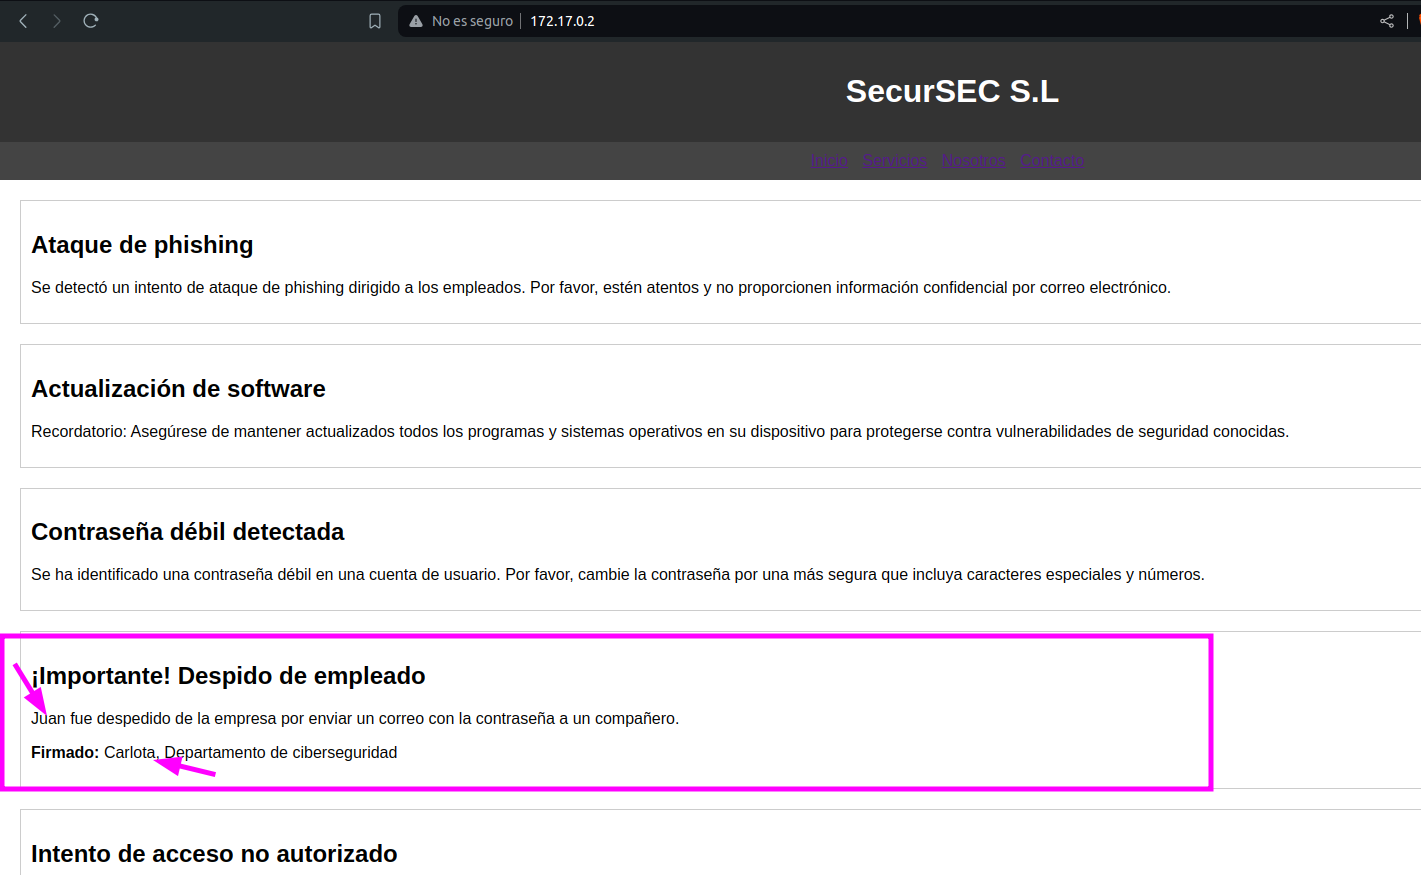 No es seguro 172.17.0.2
SecurSEC S.L
Inicio Servicios Nosotros Contacto
Ataque de phishing
Se detectó un intento de ataque de phishing dirigido a los empleados. Por favor, estén atentos y no proporcionen información confidencial por correo electrónico.
Actualización de software
Recordatorio: Asegúrese de mantener actualizados todos los programas y sistemas operativos en su dispositivo para protegerse contra vulnerabilidades de seguridad conocidas.
Contraseña débil detectada
Se ha identificado una contraseña débil en una cuenta de usuario. Por favor, cambie la contraseña por una más segura que incluya caracteres especiales y números.
¡Importante! Despido de empleado
Juan fue despedido de la empresa por enviar un correo con la contraseña a un compañero.
Firmado: Carlota, Departamento de ciberseguridad
Intento de acceso no autorizado